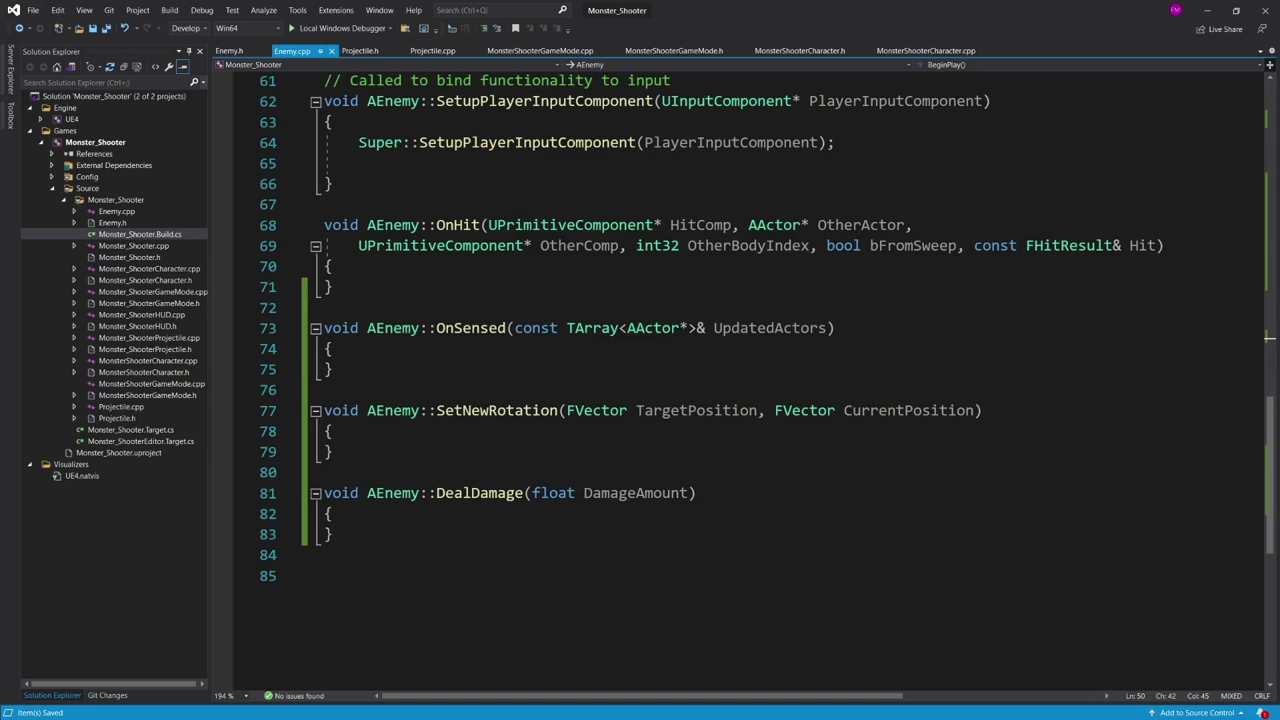 File Edit View Git Project Build Debug Test Analyze Tools Extensions Window Help Search (Ctrl+Q) Monster_Shooter FM
Develop Win64 Local Windows Debugger Live Share
Server Explorer
Toolbox
Solution Explorer
Search Solution Explorer (Ctrl+;)
Solution 'Monster_Shooter' (2 of 2 projects)
Engine
UE4
Games
Monster_Shooter
References
External Dependencies
Config
Source
Monster_Shooter
Enemy.cpp
Enemy.h
Monster_Shooter.Build.cs
Monster_Shooter.cpp
Monster_Shooter.h
Monster_ShooterCharacter.cpp
Monster_ShooterCharacter.h
Monster_ShooterGameMode.cpp
Monster_ShooterGameMode.h
Monster_ShooterHUD.cpp
Monster_ShooterHUD.h
Monster_ShooterProjectile.cpp
Monster_ShooterProjectile.h
MonsterShooterCharacter.cpp
MonsterShooterCharacter.h
MonsterShooterGameMode.cpp
MonsterShooterGameMode.h
Projectile.cpp
Projectile.h
Monster_Shooter.Target.cs
Monster_ShooterEditor.Target.cs
Monster_Shooter.uproject
Visualizers
UE4.natvis
Solution Explorer Git Changes
Enemy.h Enemy.cpp Projectile.h Projectile.cpp MonsterShooterGameMode.cpp MonsterShooterGameMode.h MonsterShooterCharacter.h MonsterShooterCharacter.cpp
Monster_Shooter AEnemy BeginPlay()
61 // Called to bind functionality to input
62 void AEnemy::SetupPlayerInputComponent(UInputComponent* PlayerInputComponent)
63 {
64 Super::SetupPlayerInputComponent(PlayerInputComponent);
65
66 }
67
68 void AEnemy::OnHit(UPrimitiveComponent* HitComp, AActor* OtherActor,
69 UPrimitiveComponent* OtherComp, int32 OtherBodyIndex, bool bFromSweep, const FHitResult& Hit)
70 {
71 }
72
73 void AEnemy::OnSensed(const TArray<AActor*>& UpdatedActors)
74 {
75 }
76
77 void AEnemy::SetNewRotation(FVector TargetPosition, FVector CurrentPosition)
78 {
79 }
80
81 void AEnemy::DealDamage(float DamageAmount)
82 {
83 }
84
85
194 % No issues found Ln: 50 Ch: 42 Col: 45 MIXED CRLF
Item(s) Saved Add to Source Control